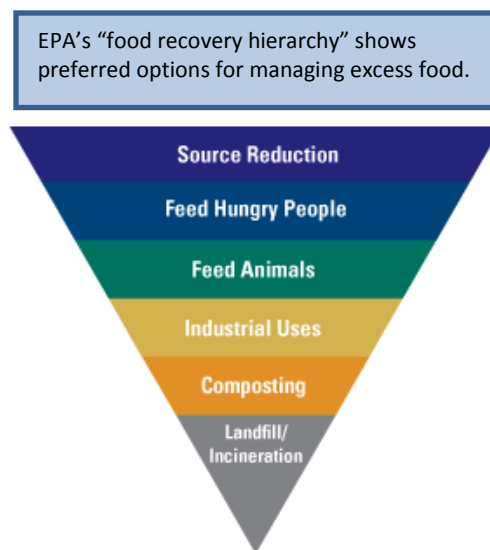 EPA’s “food recovery hierarchy” shows
preferred options for managing excess food.
Source Reduction
Feed Hungry People
Feed Animals
Industrial Uses
Composting
Landfill/
Incineration